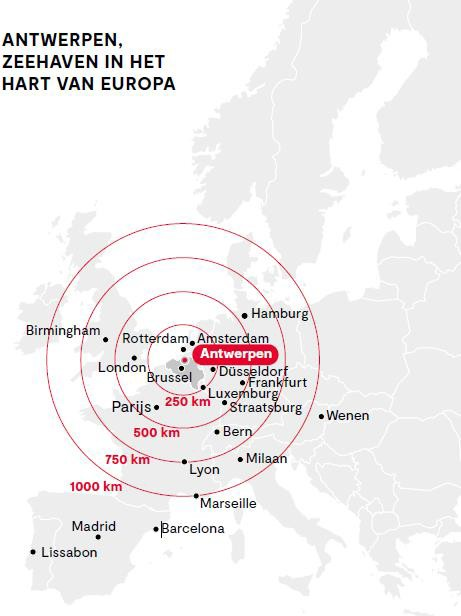 ANTWERPEN,
ZEEHAVEN IN HET
HART VAN EUROPA
Hamburg
Birmingham
Rotterdam
Amsterdam
Antwerpen
London
Brussel
Düsseldorf
Frankfurt
Luxemburg
250 km
Parijs
Straatsburg
Wenen
500 km
Bern
750 km
Milaan
Lyon
1000 km
Marseille
Madrid
Barcelona
Lissabon